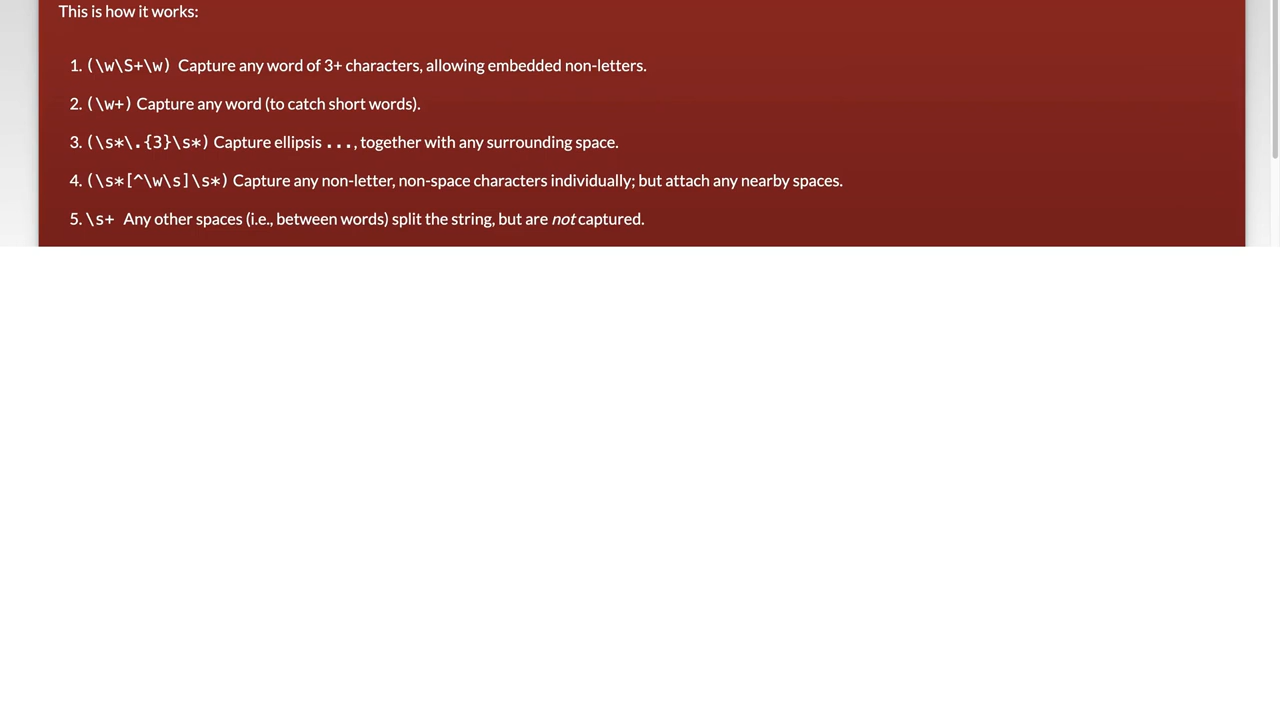 This is how it works:
1. (\w\S+\w) Capture any word of 3+ characters, allowing embedded non-letters.
2. (\w+) Capture any word (to catch short words).
3. (\s*\.{3}\s*) Capture ellipsis ..., together with any surrounding space.
4. (\s*[^\w\s]\s*) Capture any non-letter, non-space characters individually; but attach any nearby spaces.
5. \s+ Any other spaces (i.e., between words) split the string, but are not captured.